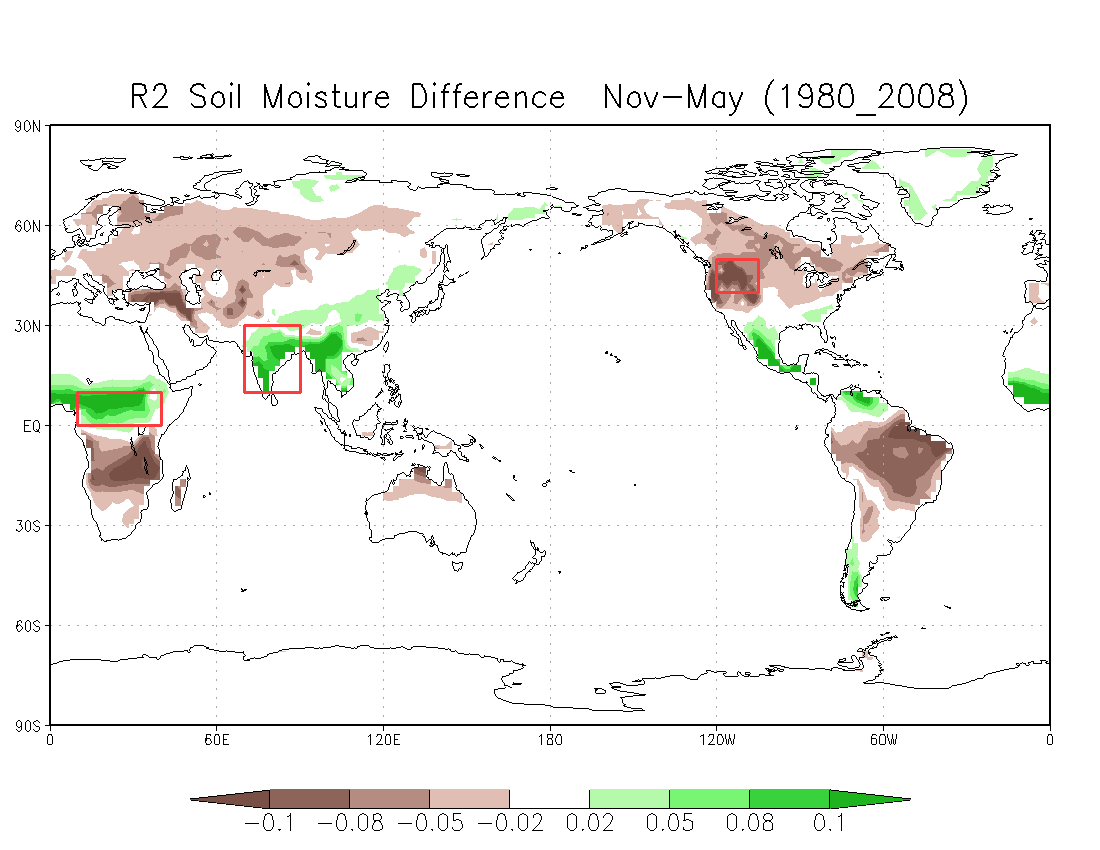 R2 Soil Moisture Difference  Nov-May (1980_2008)
90N
60N
30N
EQ
30S
60S
90S
0 60E 120E 180 120W 60W 0
-0.1 -0.08 -0.05 -0.02 0.02 0.05 0.08 0.1